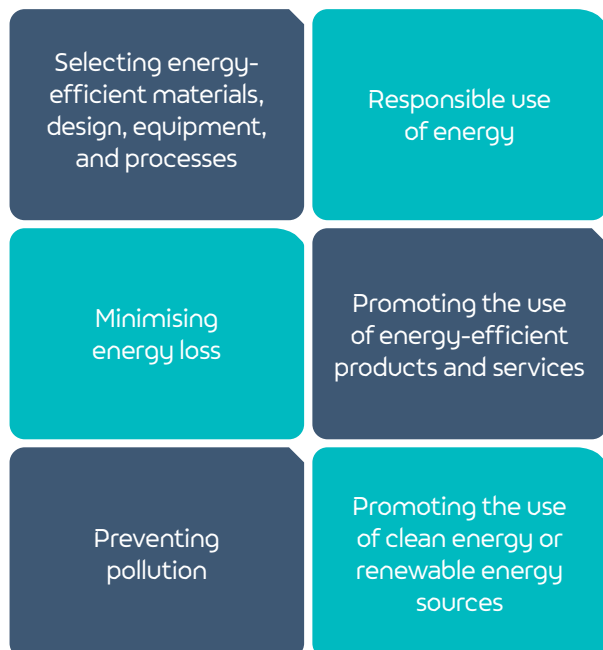 Selecting energy-
efficient materials,
design, equipment,
and processes
Responsible use
of energy
Minimising
energy loss
Promoting the use
of energy-efficient
products and services
Preventing
pollution
Promoting the use
of clean energy or
renewable energy
sources